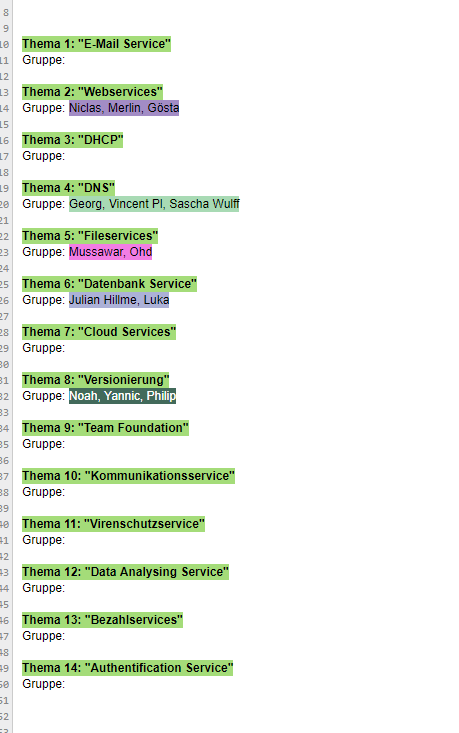 8
9
10 Thema 1: "E-Mail Service"
11 Gruppe:
12
13 Thema 2: "Webservices"
14 Gruppe: Niclas, Merlin, Gösta
15
16 Thema 3: "DHCP"
17 Gruppe:
18
19 Thema 4: "DNS"
20 Gruppe: Georg, Vincent Pl, Sascha Wulff
21
22 Thema 5: "Fileservices"
23 Gruppe: Mussawar, Ohd
24
25 Thema 6: "Datenbank Service"
26 Gruppe: Julian Hillme, Luka
27
28 Thema 7: "Cloud Services"
29 Gruppe:
30
31 Thema 8: "Versionierung"
32 Gruppe: Noah, Yannic, Philip
33
34 Thema 9: "Team Foundation"
35 Gruppe:
36
37 Thema 10: "Kommunikationsservice"
38 Gruppe:
39
40 Thema 11: "Virenschutzservice"
41 Gruppe:
42
43 Thema 12: "Data Analysing Service"
44 Gruppe:
45
46 Thema 13: "Bezahlservices"
47 Gruppe:
48
49 Thema 14: "Authentification Service"
50 Gruppe:
51
52
53